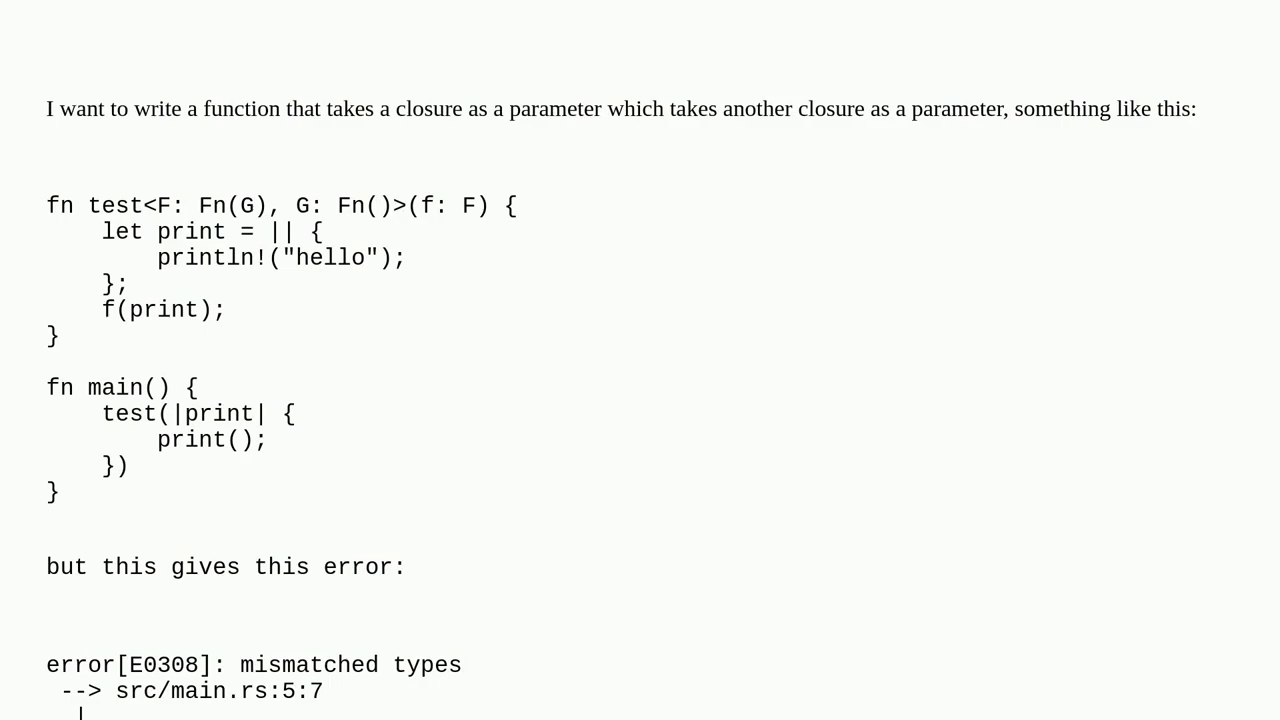 I want to write a function that takes a closure as a parameter which takes another closure as a parameter, something like this:
fn test<F: Fn(G), G: Fn()>(f: F) {
    let print = || {
        println!("hello");
    };
    f(print);
}
fn main() {
    test(|print| {
        print();
    })
}
but this gives this error:
error[E0308]: mismatched types
 --> src/main.rs:5:7
  |